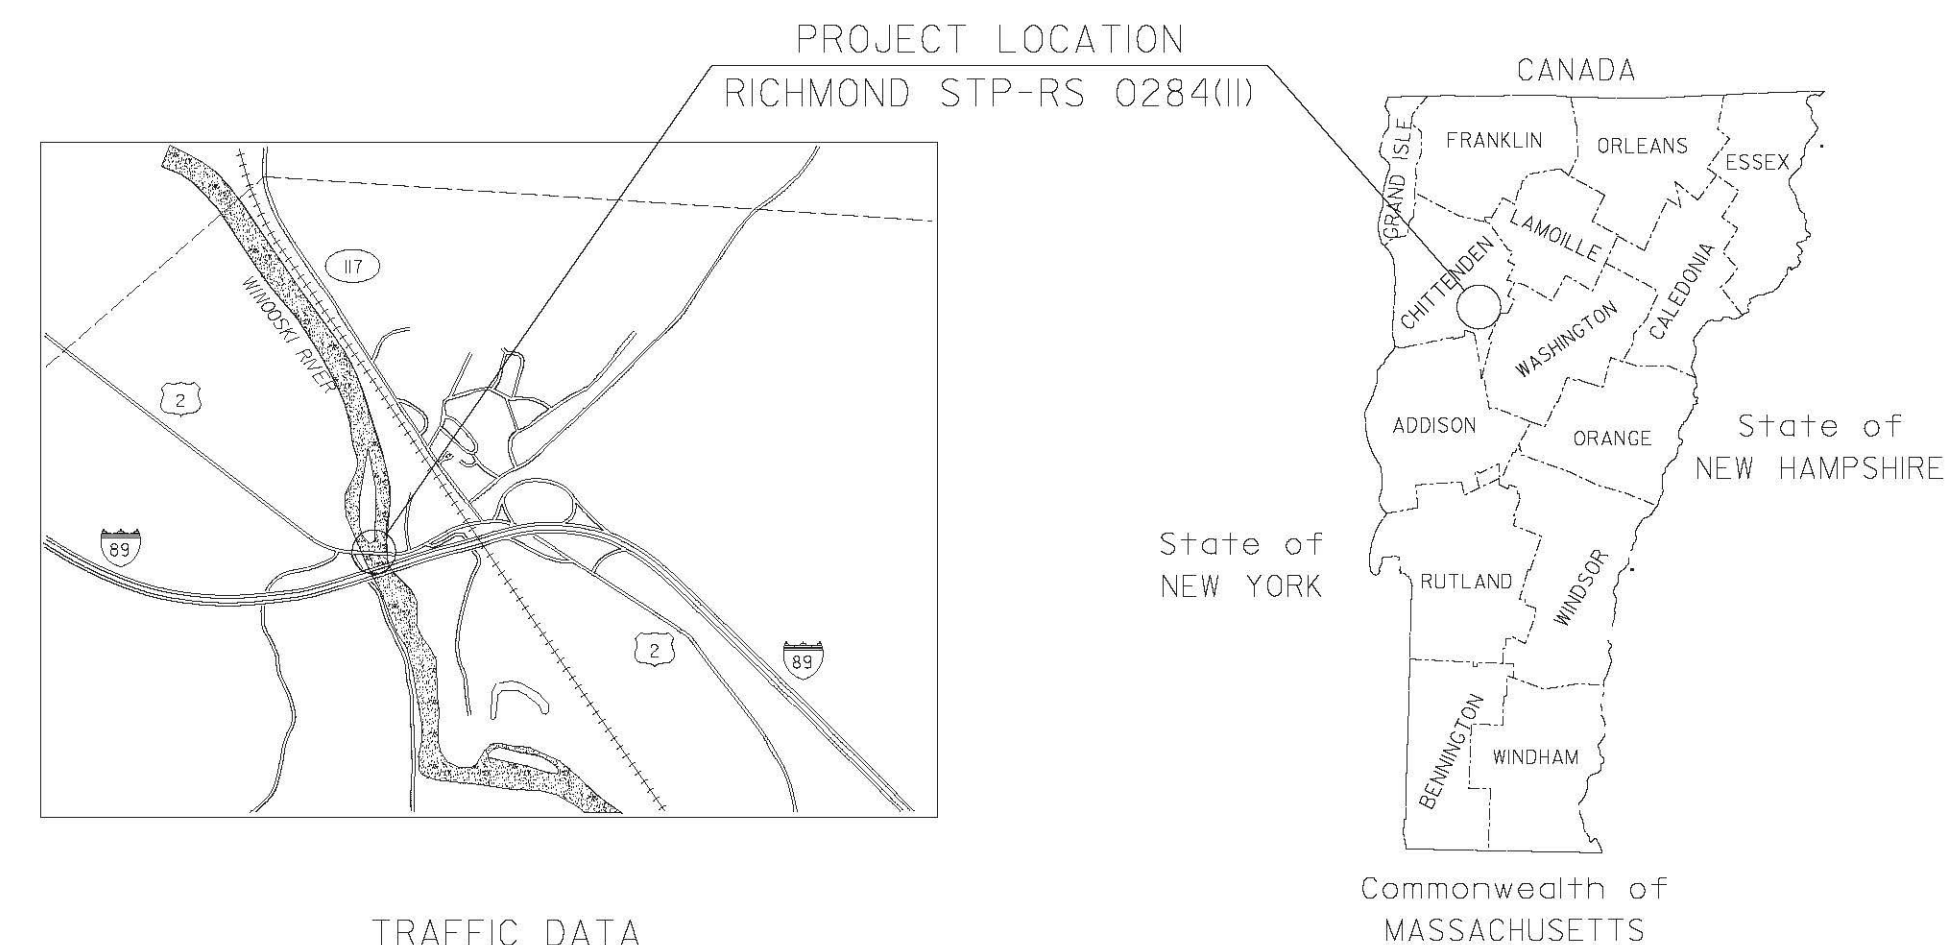 PROJECT LOCATION
RICHMOND STP-RS 0284(11)
CANADA
GRAND ISLE
FRANKLIN
ORLEANS
ESSEX
LAMOILLE
CHITTENDEN
CALEDONIA
WASHINGTON
ADDISON
ORANGE
State of
NEW HAMPSHIRE
State of
NEW YORK
RUTLAND
WINDSOR
BENNINGTON
WINDHAM
Commonwealth of
MASSACHUSETTS
117
WINOOSKI RIVER
2
89
2
89
TRAFFIC DATA